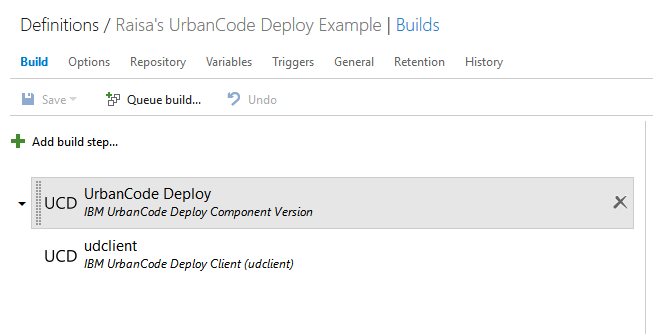 Definitions / Raisa's UrbanCode Deploy Example | Builds
Build Options Repository Variables Triggers General Retention History
Save Queue build... Undo
Add build step...
UCD UrbanCode Deploy
IBM UrbanCode Deploy Component Version
UCD udclient
IBM UrbanCode Deploy Client (udclient)